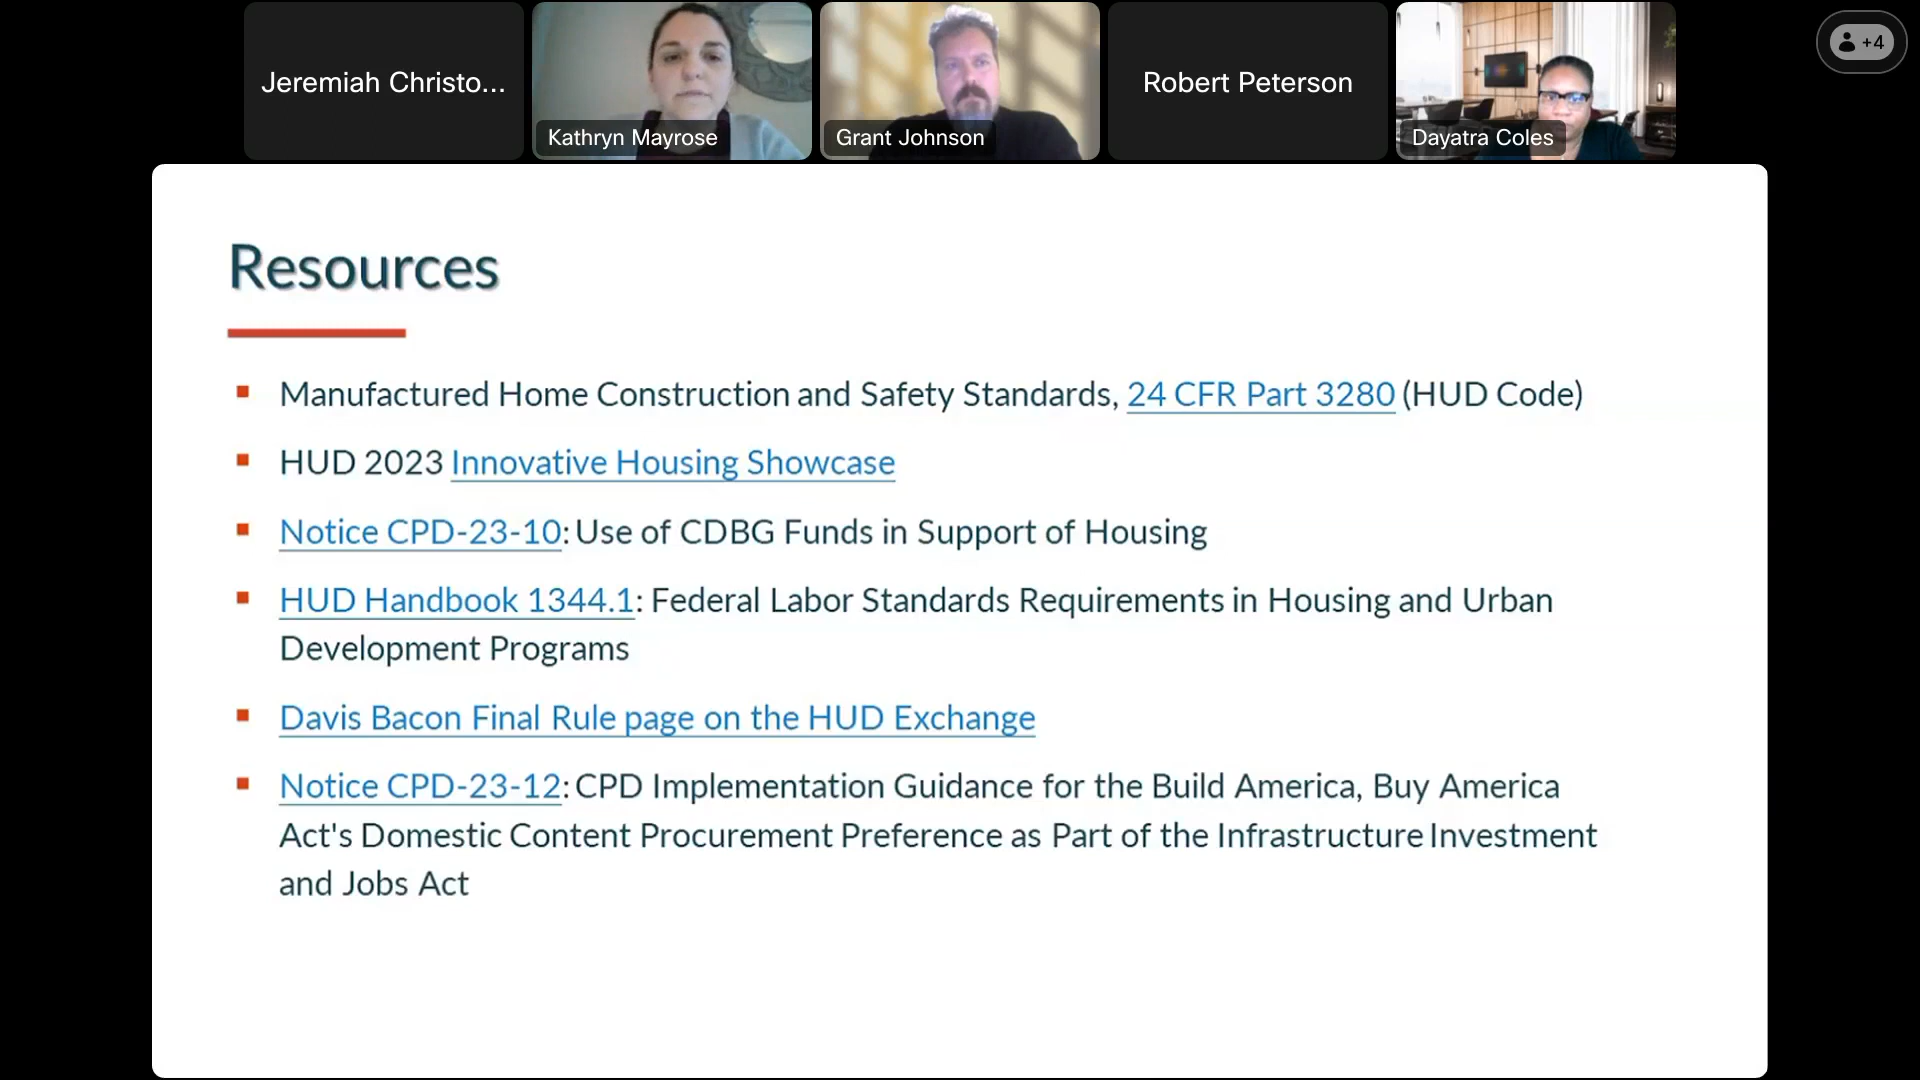 Jeremiah Christo...
Kathryn Mayrose
Grant Johnson
Robert Peterson
Dayatra Coles
+4
Resources
Manufactured Home Construction and Safety Standards, 24 CFR Part 3280 (HUD Code)
HUD 2023 Innovative Housing Showcase
Notice CPD-23-10: Use of CDBG Funds in Support of Housing
HUD Handbook 1344.1: Federal Labor Standards Requirements in Housing and Urban
Development Programs
Davis Bacon Final Rule page on the HUD Exchange
Notice CPD-23-12: CPD Implementation Guidance for the Build America, Buy America
Act's Domestic Content Procurement Preference as Part of the Infrastructure Investment
and Jobs Act